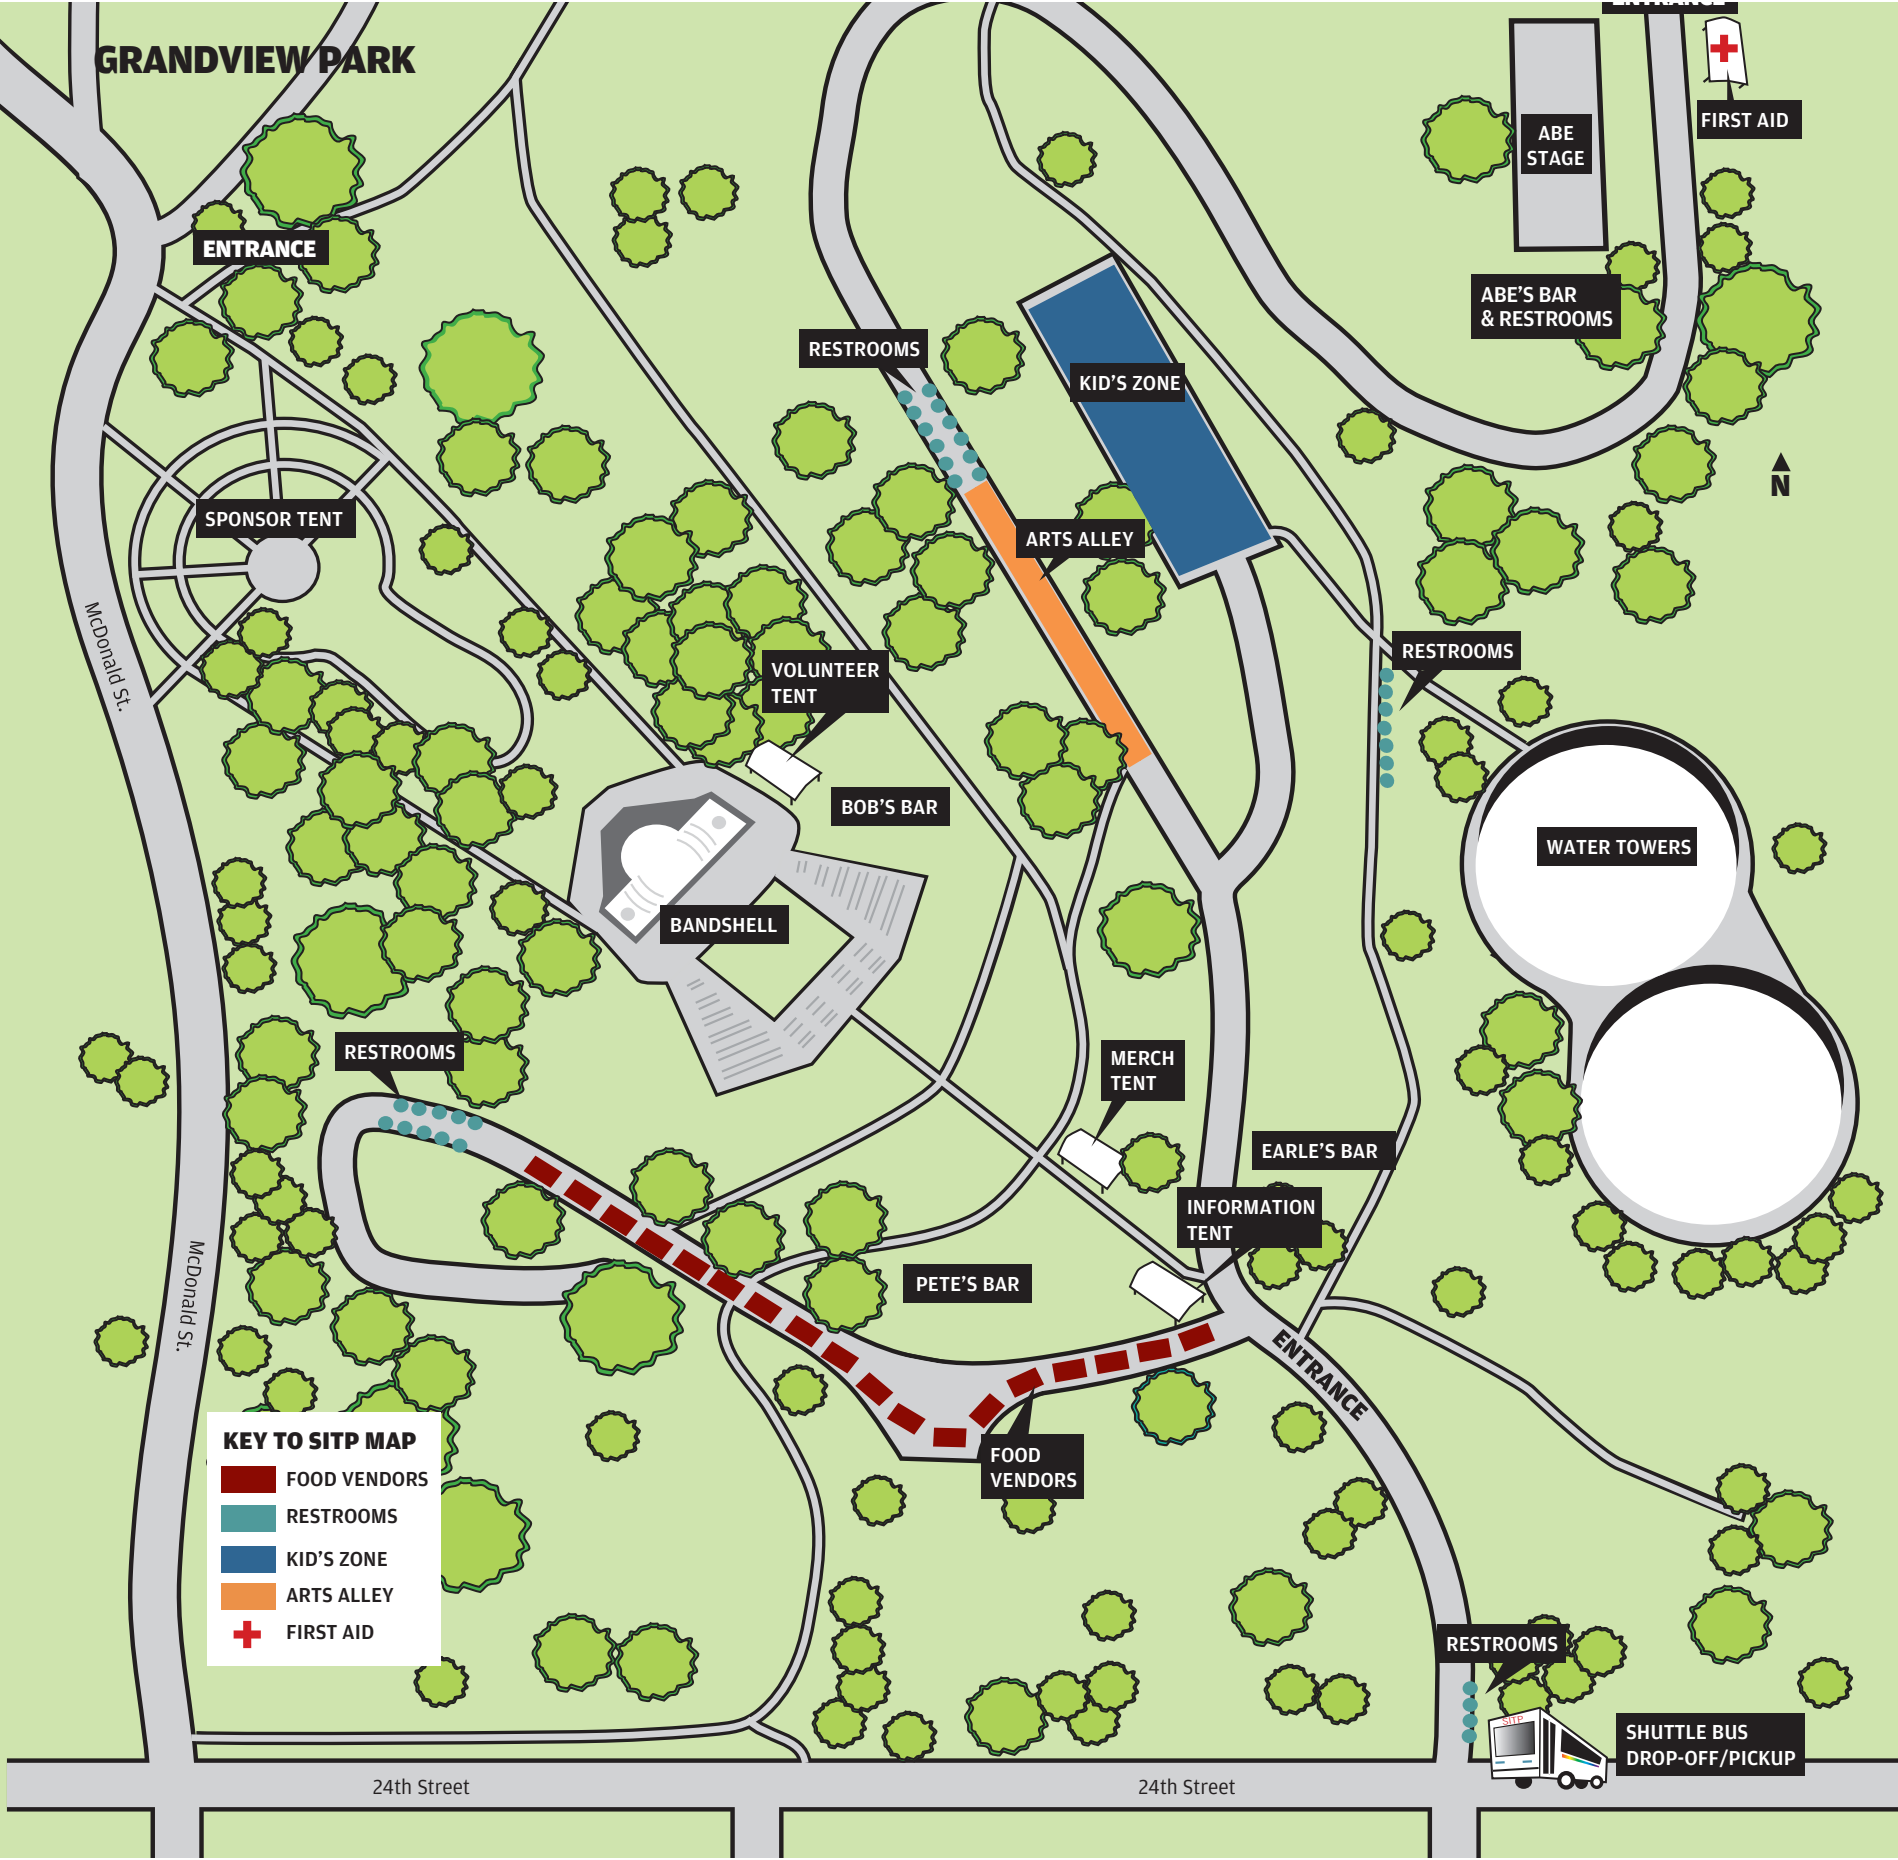 ENTRANCE
GRANDVIEW PARK
FIRST AID
ABE
STAGE
ENTRANCE
ABE'S BAR
& RESTROOMS
RESTROOMS
KID'S ZONE
N
SPONSOR TENT
ARTS ALLEY
McDonald St.
RESTROOMS
VOLUNTEER
TENT
BOB'S BAR
WATER TOWERS
BANDSHELL
RESTROOMS
MERCH
TENT
EARLE'S BAR
INFORMATION
TENT
McDonald St.
PETE'S BAR
ENTRANCE
FOOD
VENDORS
KEY TO SITP MAP
FOOD VENDORS
RESTROOMS
KID'S ZONE
ARTS ALLEY
FIRST AID
RESTROOMS
SITP
SHUTTLE BUS
DROP-OFF/PICKUP
24th Street
24th Street